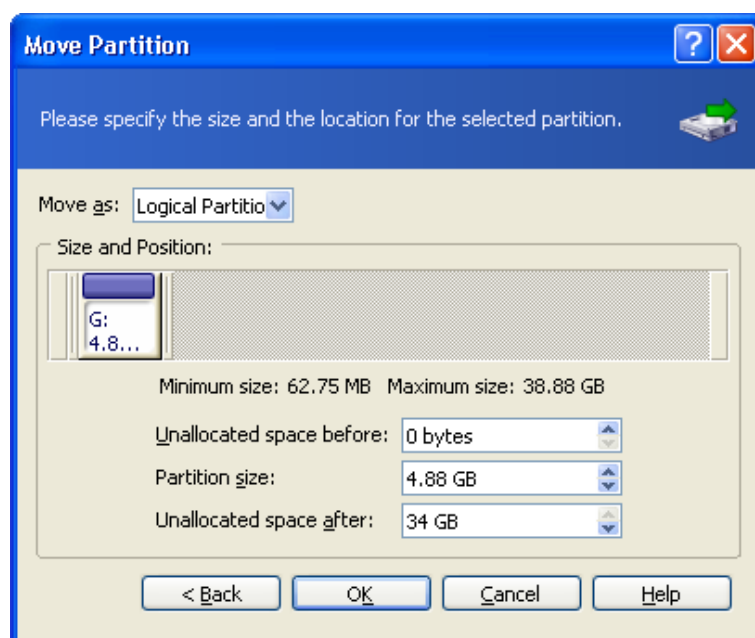 Move Partition
Please specify the size and the location for the selected partition.
Move as: Logical Partitio
Size and Position:
G:
4.8...
Minimum size: 62.75 MB Maximum size: 38.88 GB
Unallocated space before: 0 bytes
Partition size: 4.88 GB
Unallocated space after: 34 GB
< Back OK Cancel Help